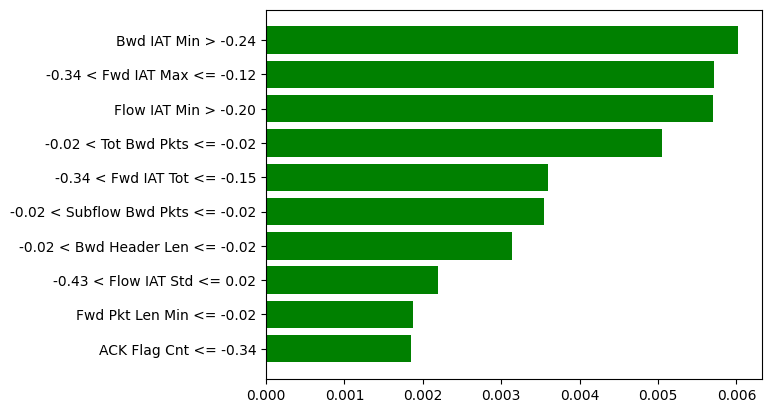 Bwd IAT Min > -0.24
-0.34 < Fwd IAT Max <= -0.12
Flow IAT Min > -0.20
-0.02 < Tot Bwd Pkts <= -0.02
-0.34 < Fwd IAT Tot <= -0.15
-0.02 < Subflow Bwd Pkts <= -0.02
-0.02 < Bwd Header Len <= -0.02
-0.43 < Flow IAT Std <= 0.02
Fwd Pkt Len Min <= -0.02
ACK Flag Cnt <= -0.34
0.000 0.001 0.002 0.003 0.004 0.005 0.006